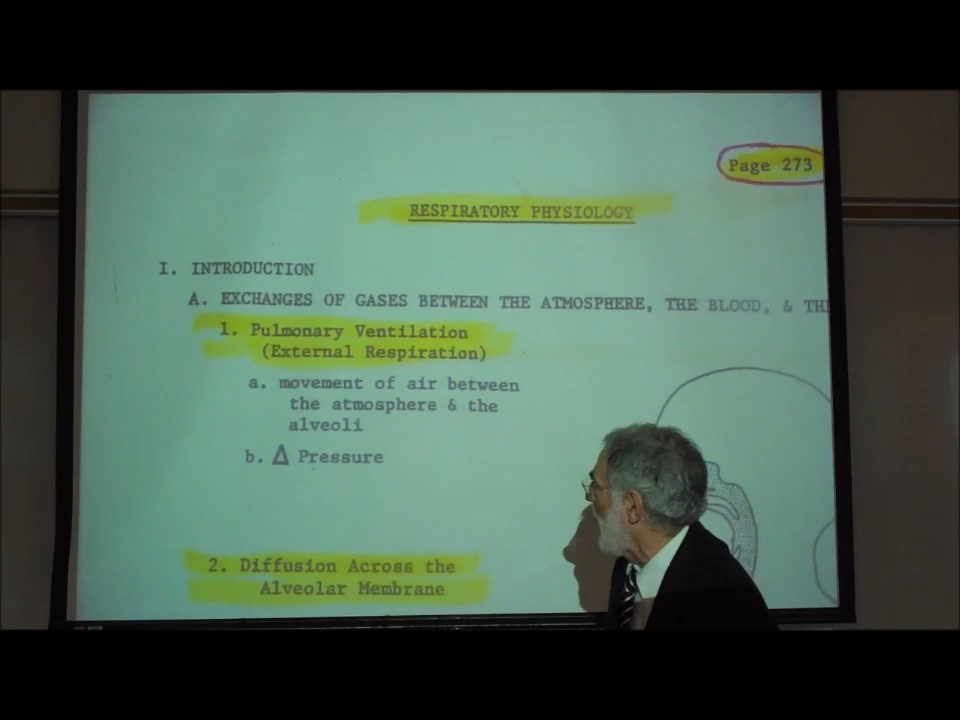 Page 273
RESPIRATORY PHYSIOLOGY
I. INTRODUCTION
A. EXCHANGES OF GASES BETWEEN THE ATMOSPHERE, THE BLOOD, & TH
1. Pulmonary Ventilation
(External Respiration)
a. movement of air between
the atmosphere & the
alveoli
b. Δ Pressure
2. Diffusion Across the
Alveolar Membrane